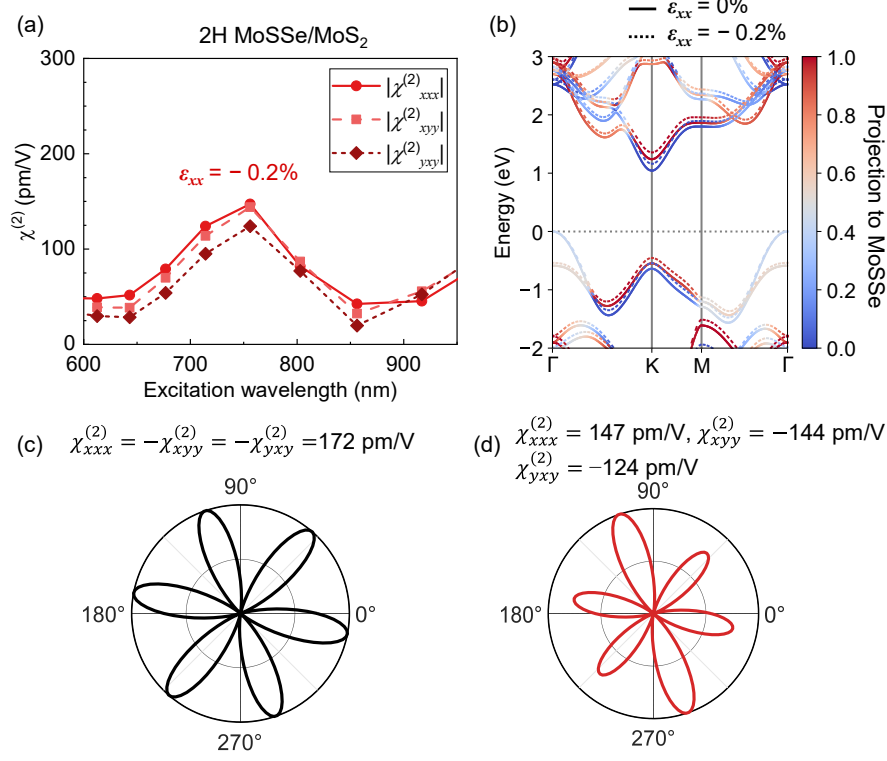 (a)
2H MoSSe/MoS₂
300
200
100
0
χ⁽²⁾ (pm/V)
|χ⁽²⁾xxx|
|χ⁽²⁾xyy|
|χ⁽²⁾yxy|
εxx = − 0.2%
600
700
800
900
Excitation wavelength (nm)
(b)
εxx = 0%
εxx = − 0.2%
3
2
1
0
−1
−2
Energy (eV)
Γ
K
M
Γ
1.0
0.8
0.6
0.4
0.2
0.0
Projection to MoSSe
(c)
χ⁽²⁾xxx = −χ⁽²⁾xyy = −χ⁽²⁾yxy =172 pm/V
90°
180°
0°
270°
(d)
χ⁽²⁾xxx = 147 pm/V, χ⁽²⁾xyy = −144 pm/V
χ⁽²⁾yxy = −124 pm/V
90°
180°
0°
270°